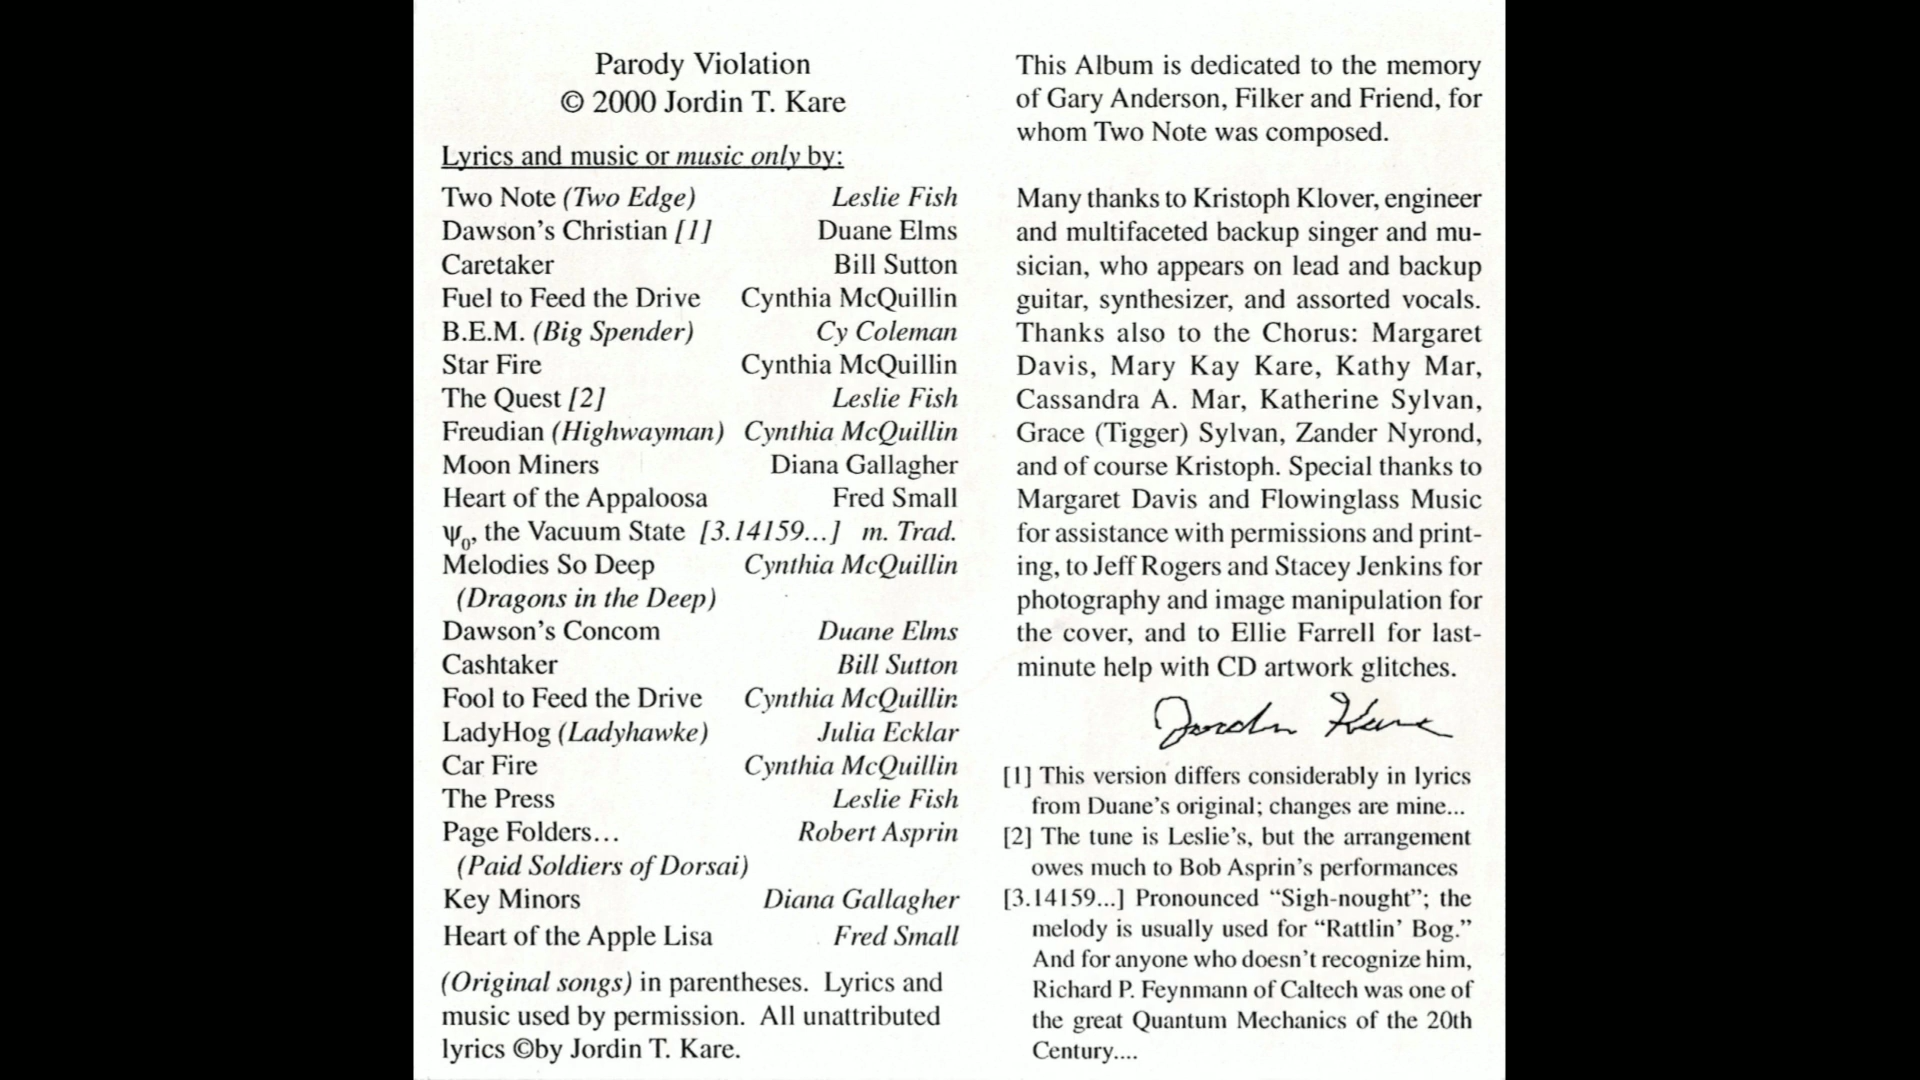 Parody Violation
© 2000 Jordin T. Kare
Lyrics and music or music only by:
Two Note (Two Edge) Leslie Fish
Dawson's Christian [1] Duane Elms
Caretaker Bill Sutton
Fuel to Feed the Drive Cynthia McQuillin
B.E.M. (Big Spender) Cy Coleman
Star Fire Cynthia McQuillin
The Quest [2] Leslie Fish
Freudian (Highwayman) Cynthia McQuillin
Moon Miners Diana Gallagher
Heart of the Appaloosa Fred Small
ψ0, the Vacuum State [3.14159...] m. Trad.
Melodies So Deep Cynthia McQuillin
(Dragons in the Deep)
Dawson's Concom Duane Elms
Cashtaker Bill Sutton
Fool to Feed the Drive Cynthia McQuillin
LadyHog (Ladyhawke) Julia Ecklar
Car Fire Cynthia McQuillin
The Press Leslie Fish
Page Folders… Robert Asprin
(Paid Soldiers of Dorsai)
Key Minors Diana Gallagher
Heart of the Apple Lisa Fred Small
(Original songs) in parentheses. Lyrics and
music used by permission. All unattributed
lyrics ©by Jordin T. Kare.
This Album is dedicated to the memory
of Gary Anderson, Filker and Friend, for
whom Two Note was composed.
Many thanks to Kristoph Klover, engineer
and multifaceted backup singer and mu-
sician, who appears on lead and backup
guitar, synthesizer, and assorted vocals.
Thanks also to the Chorus: Margaret
Davis, Mary Kay Kare, Kathy Mar,
Cassandra A. Mar, Katherine Sylvan,
Grace (Tigger) Sylvan, Zander Nyrond,
and of course Kristoph. Special thanks to
Margaret Davis and Flowinglass Music
for assistance with permissions and print-
ing, to Jeff Rogers and Stacey Jenkins for
photography and image manipulation for
the cover, and to Ellie Farrell for last-
minute help with CD artwork glitches.
Jordin Kare
[1] This version differs considerably in lyrics
from Duane's original; changes are mine...
[2] The tune is Leslie's, but the arrangement
owes much to Bob Asprin's performances
[3.14159...] Pronounced “Sigh-nought”; the
melody is usually used for “Rattlin’ Bog.”
And for anyone who doesn't recognize him,
Richard P. Feynmann of Caltech was one of
the great Quantum Mechanics of the 20th
Century....